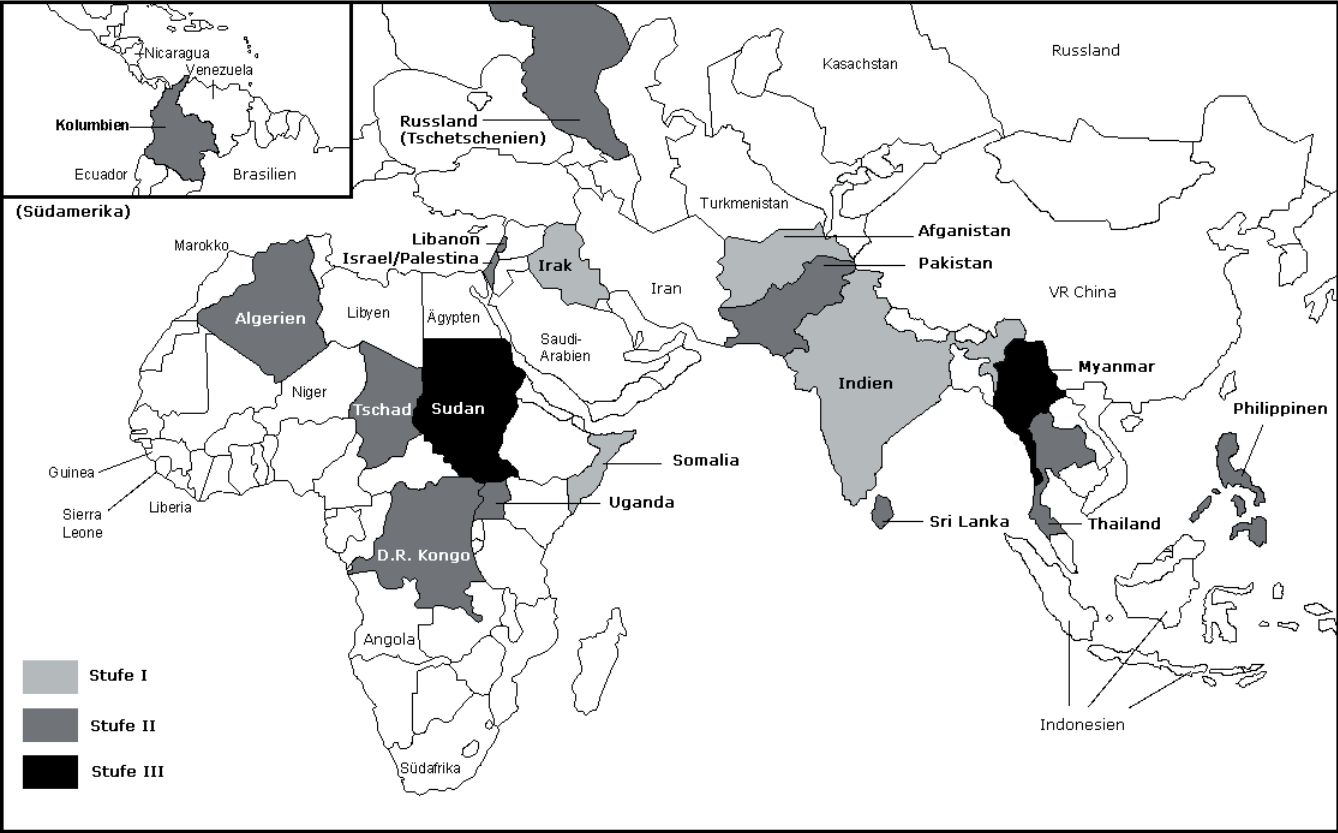 Nicaragua
Venezuela
Kolumbien
Ecuador
Brasilien
(Südamerika)
Russland
(Tschetschenien)
Kasachstan
Russland
Turkmenistan
Marokko
Libanon
Israel/Palestina
Irak
Iran
Afganistan
Pakistan
VR China
Algerien
Libyen
Ägypten
Saudi-
Arabien
Niger
Tschad
Sudan
Indien
Myanmar
Philippinen
Guinea
Sierra
Leone
Liberia
Somalia
Uganda
Sri Lanka
Thailand
D.R. Kongo
Angola
Indonesien
Südafrika
Stufe I
Stufe II
Stufe III